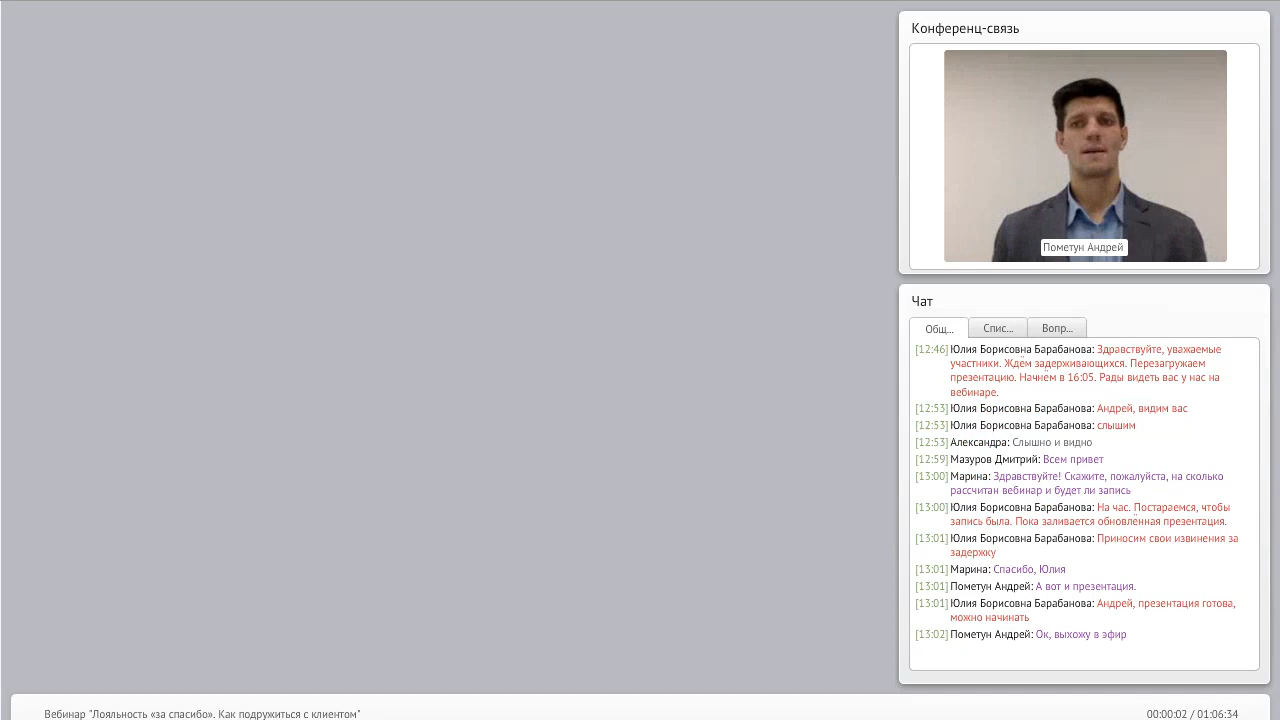 Конференц-связь
Пометун Андрей
Чат
Общ... Спис... Вопр...
[12:46] Юлия Борисовна Барабанова: Здравствуйте, уважаемые
участники. Ждём задерживающихся. Перезагружаем
презентацию. Начнём в 16:05. Рады видеть вас у нас на
вебинаре.
[12:53] Юлия Борисовна Барабанова: Андрей, видим вас
[12:53] Юлия Борисовна Барабанова: слышим
[12:53] Александра: Слышно и видно
[12:59] Мазуров Дмитрий: Всем привет
[13:00] Марина: Здравствуйте! Скажите, пожалуйста, на сколько
рассчитан вебинар и будет ли запись
[13:00] Юлия Борисовна Барабанова: На час. Постараемся, чтобы
запись была. Пока заливается обновлённая презентация.
[13:01] Юлия Борисовна Барабанова: Приносим свои извинения за
задержку
[13:01] Марина: Спасибо, Юлия
[13:01] Пометун Андрей: А вот и презентация.
[13:01] Юлия Борисовна Барабанова: Андрей, презентация готова,
можно начинать
[13:02] Пометун Андрей: Ок, выхожу в эфир
Вебинар "Лояльность «за спасибо». Как подружиться с клиентом" 00:00:02 / 01:06:34